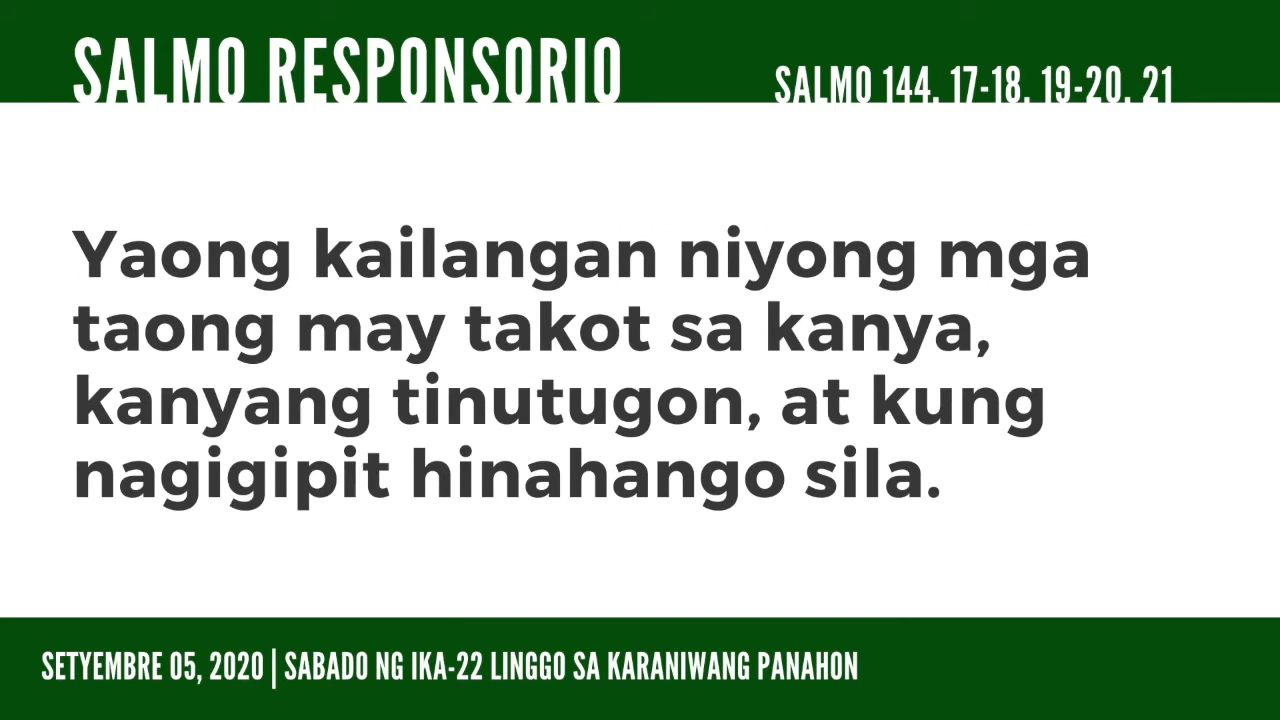 SALMO RESPONSORIO
SALMO 144, 17-18, 19-20, 21
Yaong kailangan niyong mga
taong may takot sa kanya,
kanyang tinutugon, at kung
nagigipit hinahango sila.
SETYEMBRE 05, 2020 | SABADO NG IKA-22 LINGGO SA KARANIWANG PANAHON